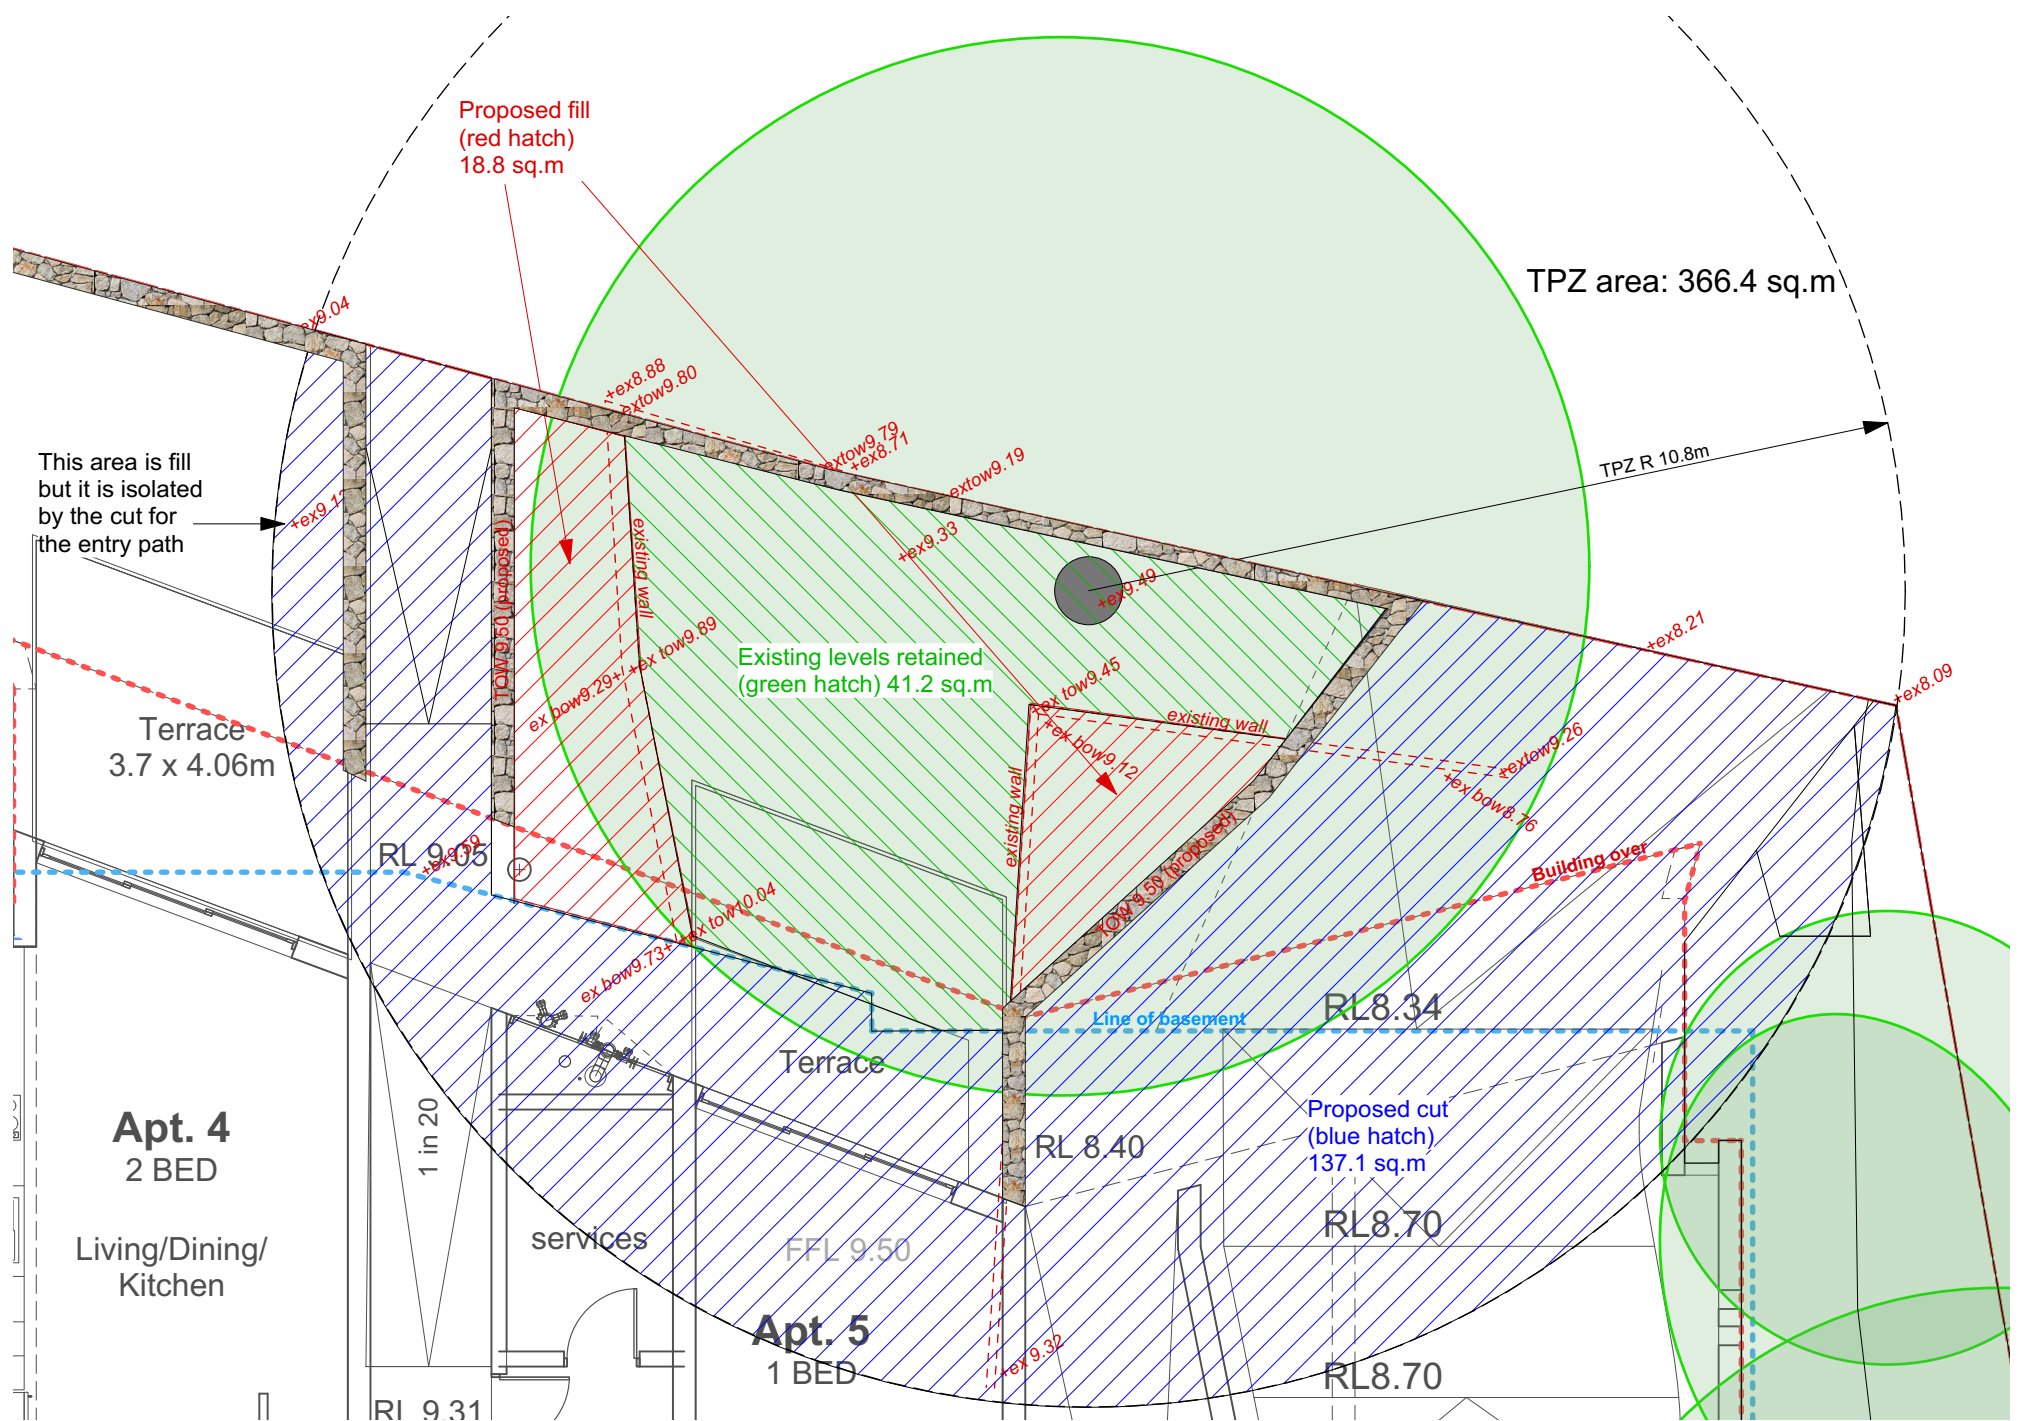 Proposed fill
(red hatch)
18.8 sq.m
TPZ area: 366.4 sq.m
ex9.04
+ex8.88
extow9.80
extow9.79
+ex8.71
extow9.19
TPZ R 10.8m
This area is fill
but it is isolated
by the cut for
the entry path
TOW 9.50 (proposed)
existing wall
+ex9.33
+ex9.49
+ex8.21
+ex8.09
Existing levels retained
(green hatch) 41.2 sq.m
ex bow9.29+/ +ex tow9.89
+ex tow9.45
+ex bow9.12
existing wall
existing wall
+extow9.26
+ex bow8.76
Terrace
3.7 x 4.06m
RL 9.05
+ex9.59
TOW 9.50 (proposed)
Building over
ex bow9.73+/+ex tow10.04
Line of basement
RL8.34
Terrace
Apt. 4
2 BED
1 in 20
Proposed cut
(blue hatch)
137.1 sq.m
RL 8.40
Living/Dining/
Kitchen
services
FFL 9.50
RL8.70
Apt. 5
1 BED
+ex 9.32
RL8.70
RL 9.31